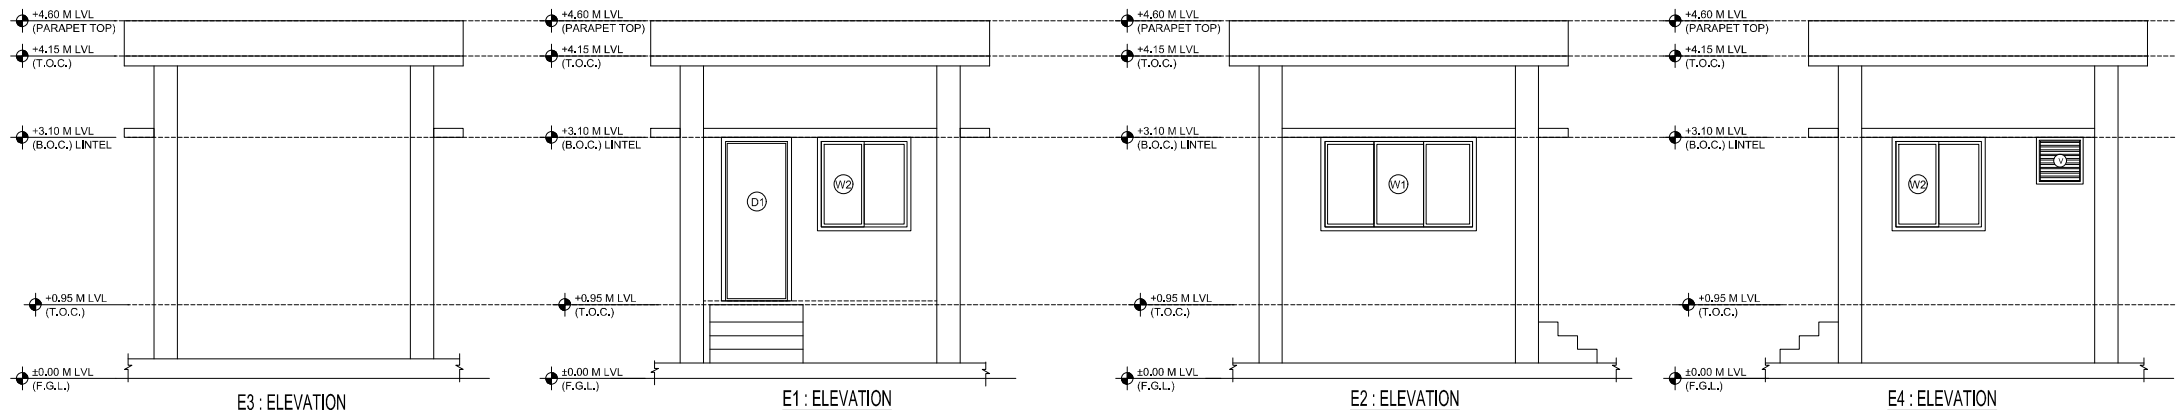 +4.60 M LVL
(PARAPET TOP)
+4.15 M LVL
(T.O.C.)
+3.10 M LVL
(B.O.C.) LINTEL
+0.95 M LVL
(T.O.C.)
±0.00 M LVL
(F.G.L.)
E3 : ELEVATION
+4.60 M LVL
(PARAPET TOP)
+4.15 M LVL
(T.O.C.)
+3.10 M LVL
(B.O.C.) LINTEL
D1
W2
+0.95 M LVL
(T.O.C.)
±0.00 M LVL
(F.G.L.)
E1 : ELEVATION
+4.60 M LVL
(PARAPET TOP)
+4.15 M LVL
(T.O.C.)
+3.10 M LVL
(B.O.C.) LINTEL
W1
+0.95 M LVL
(T.O.C.)
±0.00 M LVL
(F.G.L.)
E2 : ELEVATION
+4.60 M LVL
(PARAPET TOP)
+4.15 M LVL
(T.O.C.)
+3.10 M LVL
(B.O.C.) LINTEL
W2
V
+0.95 M LVL
(T.O.C.)
±0.00 M LVL
(F.G.L.)
E4 : ELEVATION